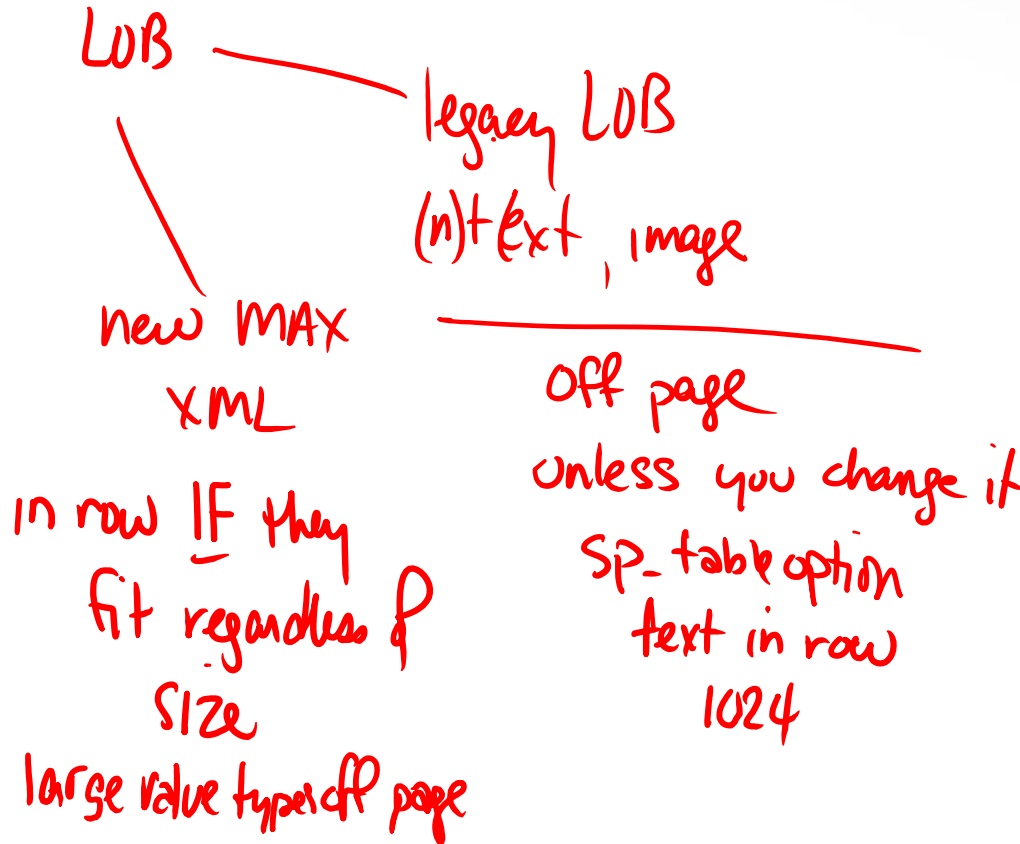 LOB
legacy LOB
(n)text, image
new MAX
XML
in row IF they
fit regardless of
size
large value types off page
off page
unless you change it
sp_tableoption
text in row
1024